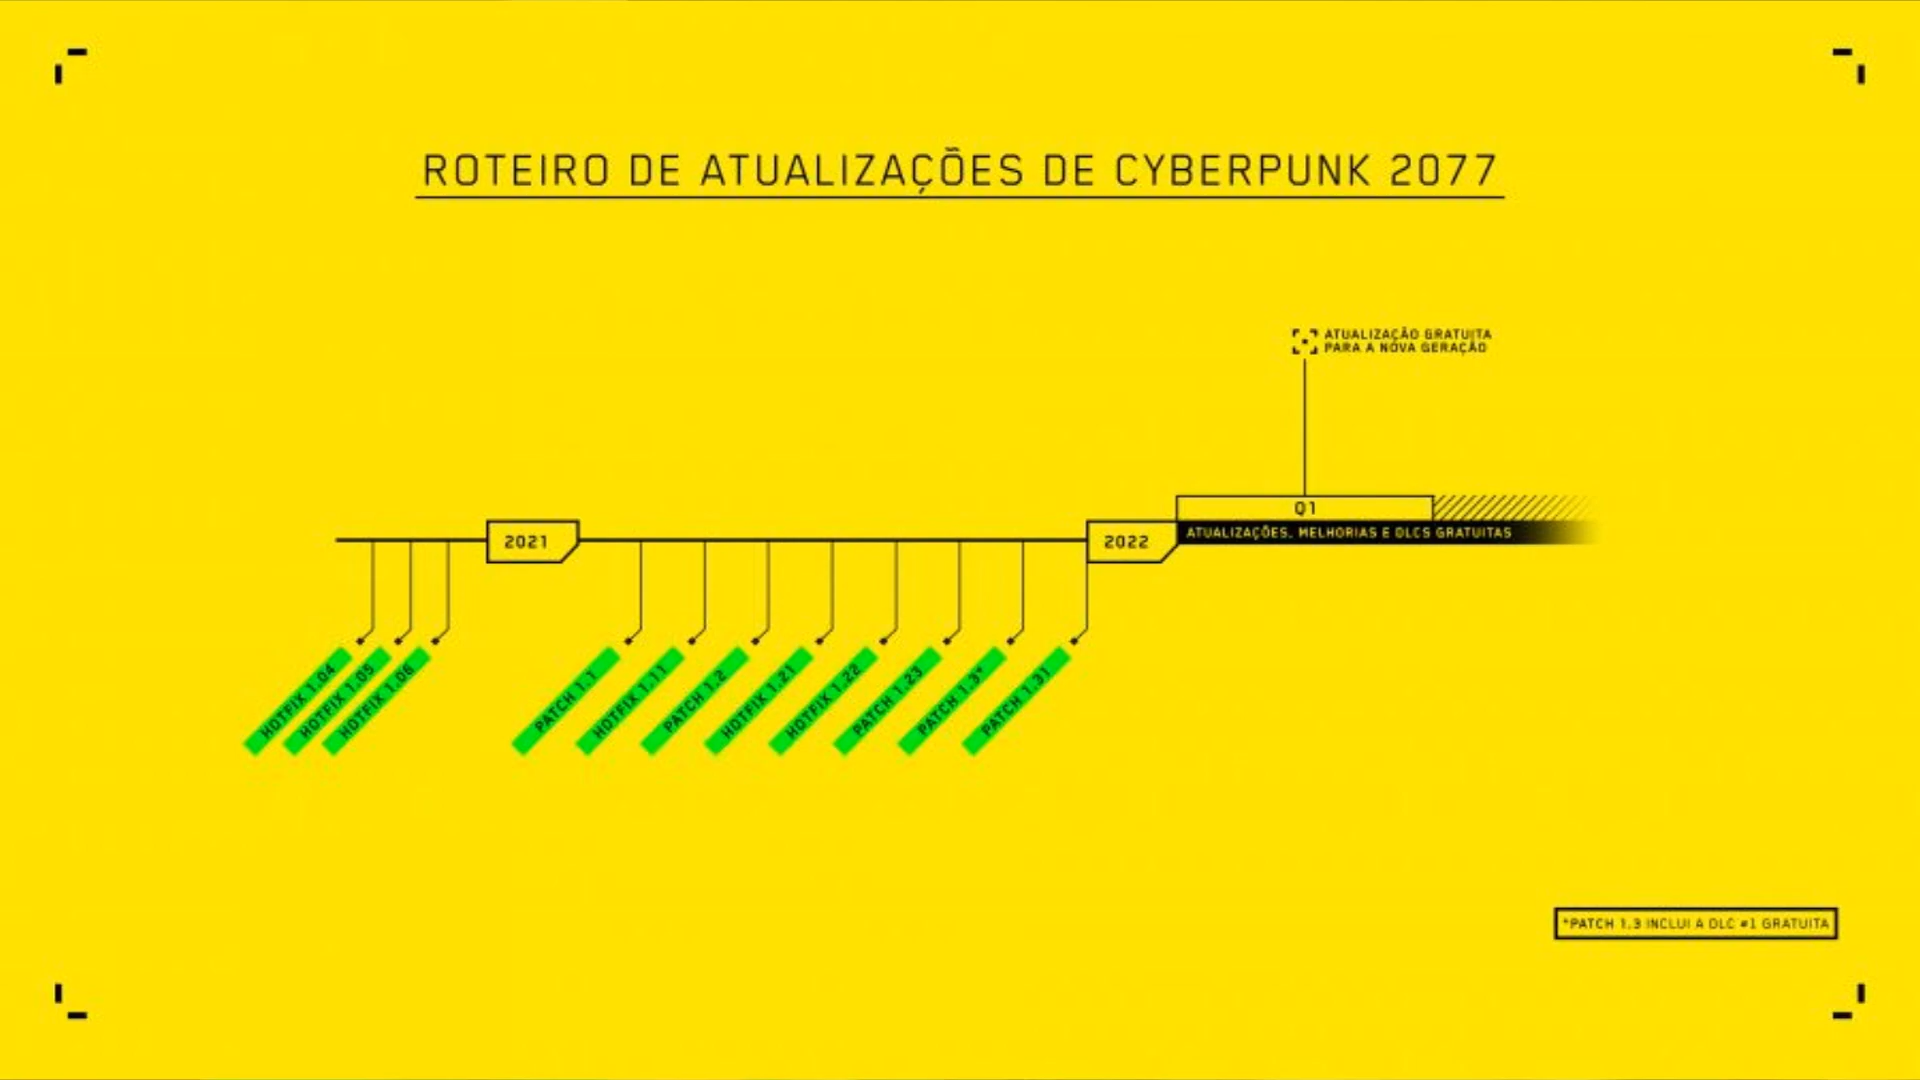 ROTEIRO DE ATUALIZAÇÕES DE CYBERPUNK 2077
ATUALIZAÇÃO GRATUITA
PARA A NOVA GERAÇÃO
Q1
2021
2022
ATUALIZAÇÕES, MELHORIAS E DLCS GRATUITAS
HOTFIX 1.04
HOTFIX 1.05
HOTFIX 1.06
PATCH 1.1
HOTFIX 1.11
PATCH 1.2
HOTFIX 1.21
HOTFIX 1.22
PATCH 1.23
PATCH 1.3*
PATCH 1.31
*PATCH 1.3 INCLUI A DLC #1 GRATUITA